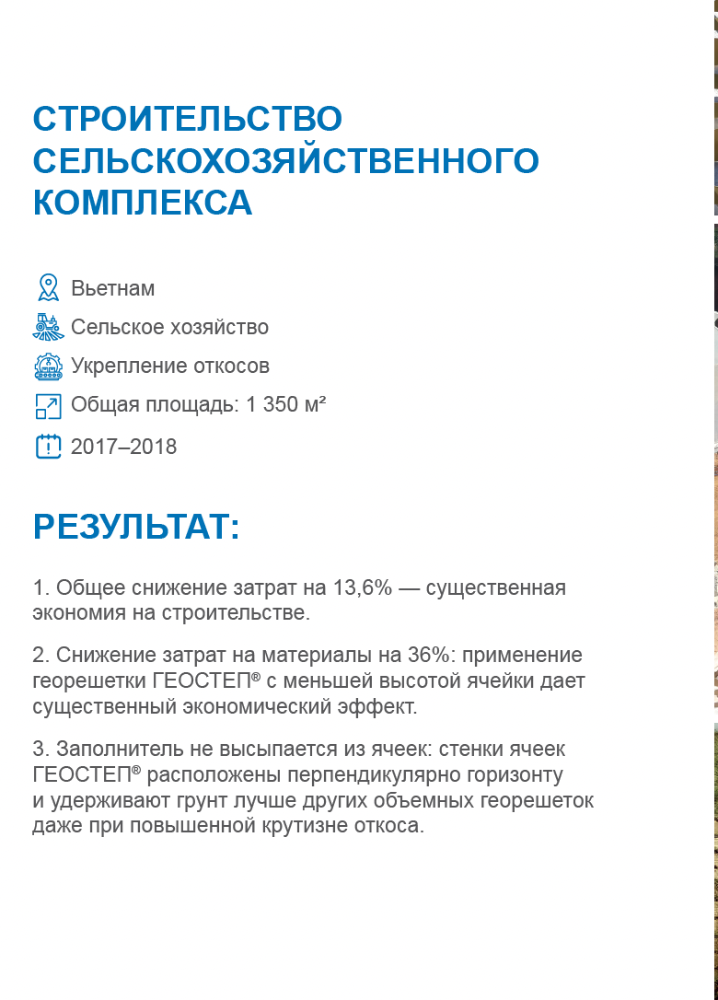 СТРОИТЕЛЬСТВО
СЕЛЬСКОХОЗЯЙСТВЕННОГО
КОМПЛЕКСА
Вьетнам
Сельское хозяйство
Укрепление откосов
Общая площадь: 1 350 м²
2017–2018
РЕЗУЛЬТАТ:
1. Общее снижение затрат на 13,6% — существенная
экономия на строительстве.
2. Снижение затрат на материалы на 36%: применение
георешетки ГЕОСТЕП® с меньшей высотой ячейки дает
существенный экономический эффект.
3. Заполнитель не высыпается из ячеек: стенки ячеек
ГЕОСТЕП® расположены перпендикулярно горизонту
и удерживают грунт лучше других объемных георешеток
даже при повышенной крутизне откоса.